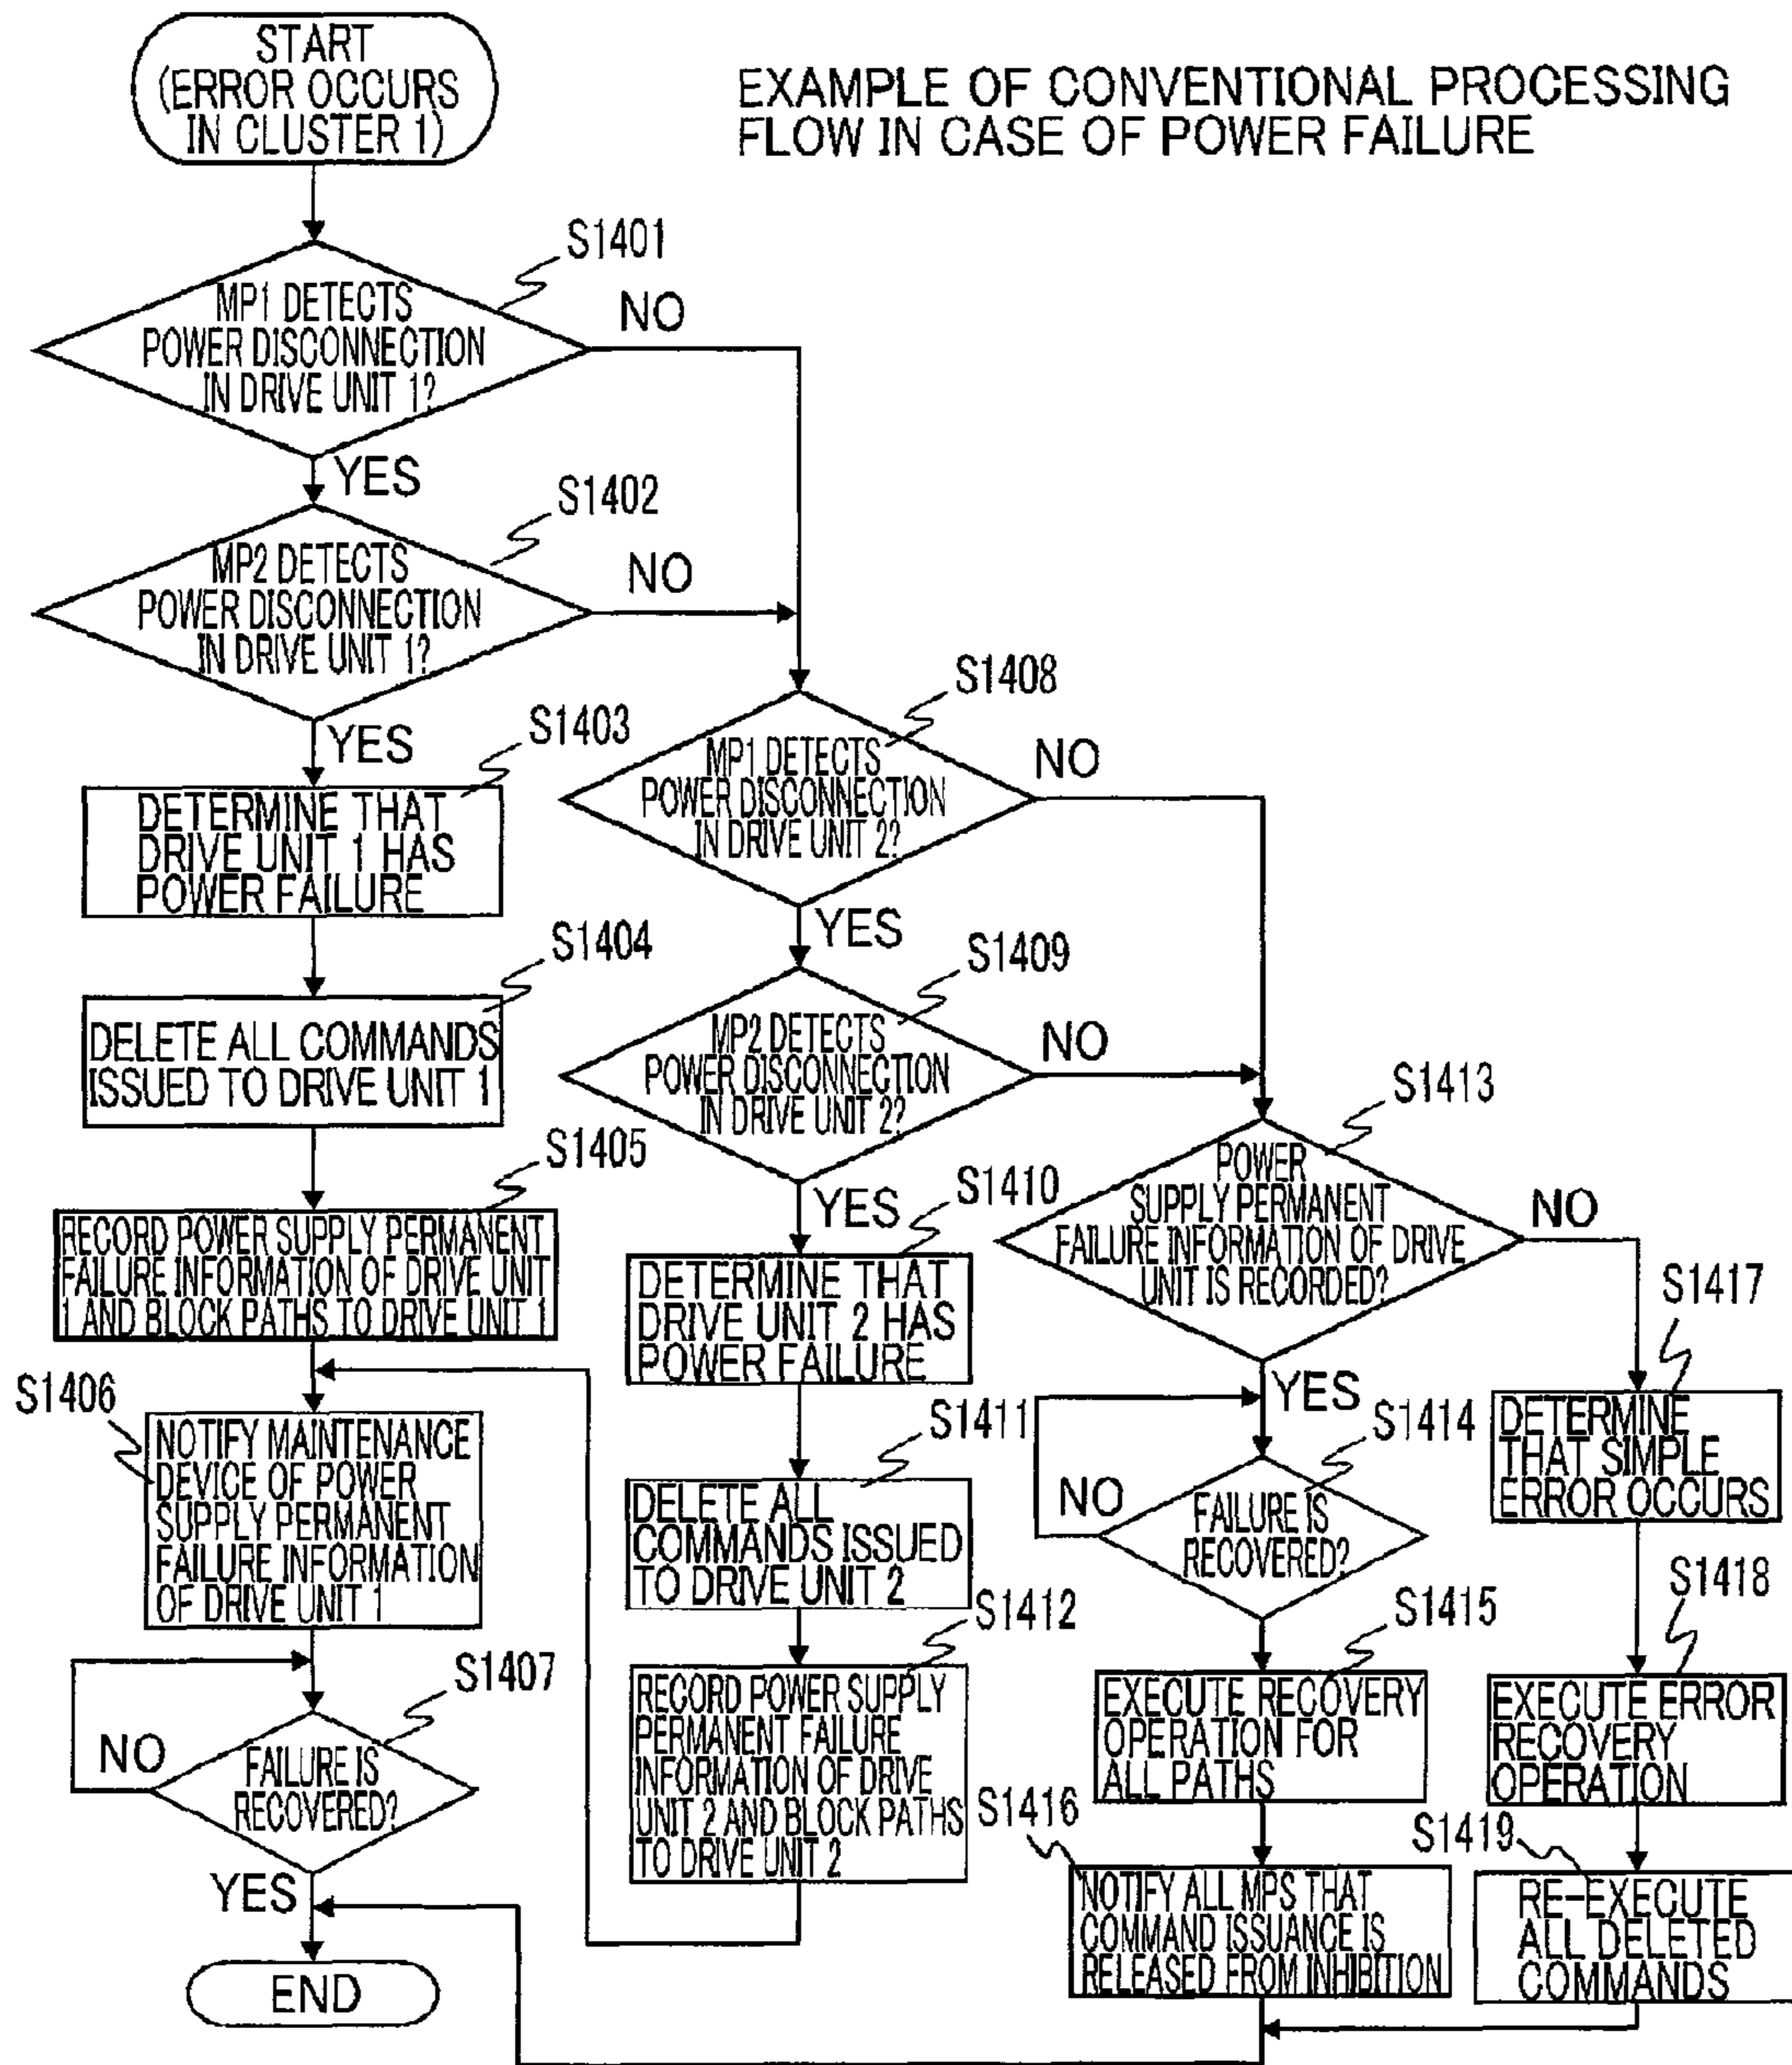 START
(ERROR OCCURS
IN CLUSTER 1)
EXAMPLE OF CONVENTIONAL PROCESSING
FLOW IN CASE OF POWER FAILURE
S1401
MP1 DETECTS
POWER DISCONNECTION
IN DRIVE UNIT 1?
NO
YES
S1402
MP2 DETECTS
POWER DISCONNECTION
IN DRIVE UNIT 1?
NO
YES
S1403
DETERMINE THAT
DRIVE UNIT 1 HAS
POWER FAILURE
S1404
DELETE ALL COMMANDS
ISSUED TO DRIVE UNIT 1
S1405
RECORD POWER SUPPLY PERMANENT
FAILURE INFORMATION OF DRIVE UNIT
1 AND BLOCK PATHS TO DRIVE UNIT 1
S1406
NOTIFY MAINTENANCE
DEVICE OF POWER
SUPPLY PERMANENT
FAILURE INFORMATION
OF DRIVE UNIT 1
S1407
FAILURE IS
RECOVERED?
NO
YES
END
S1408
MP1 DETECTS
POWER DISCONNECTION
IN DRIVE UNIT 2?
NO
YES
S1409
MP2 DETECTS
POWER DISCONNECTION
IN DRIVE UNIT 2?
NO
YES
S1410
DETERMINE THAT
DRIVE UNIT 2 HAS
POWER FAILURE
S1411
DELETE ALL
COMMANDS ISSUED
TO DRIVE UNIT 2
S1412
RECORD POWER SUPPLY
PERMANENT FAILURE
INFORMATION OF DRIVE
UNIT 2 AND BLOCK PATHS
TO DRIVE UNIT 2
S1413
POWER
SUPPLY PERMANENT
FAILURE INFORMATION OF DRIVE
UNIT IS RECORDED?
NO
YES
S1414
FAILURE IS
RECOVERED?
NO
S1415
EXECUTE RECOVERY
OPERATION FOR
ALL PATHS
S1416
NOTIFY ALL MPS THAT
COMMAND ISSUANCE IS
RELEASED FROM INHIBITION
S1417
DETERMINE
THAT SIMPLE
ERROR OCCURS
S1418
EXECUTE ERROR
RECOVERY
OPERATION
S1419
RE-EXECUTE
ALL DELETED
COMMANDS